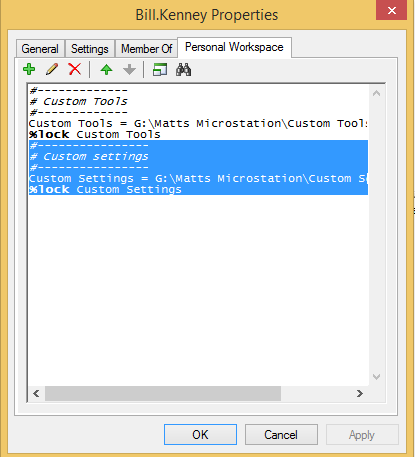 Bill.Kenney Properties
General Settings Member Of Personal Workspace
#-------------
# Custom Tools
#-------------
Custom Tools = G:\Matts Microstation\Custom Tools
%lock Custom Tools
#----------------
# Custom settings
#----------------
Custom Settings = G:\Matts Microstation\Custom S
%lock Custom Settings
OK Cancel Apply